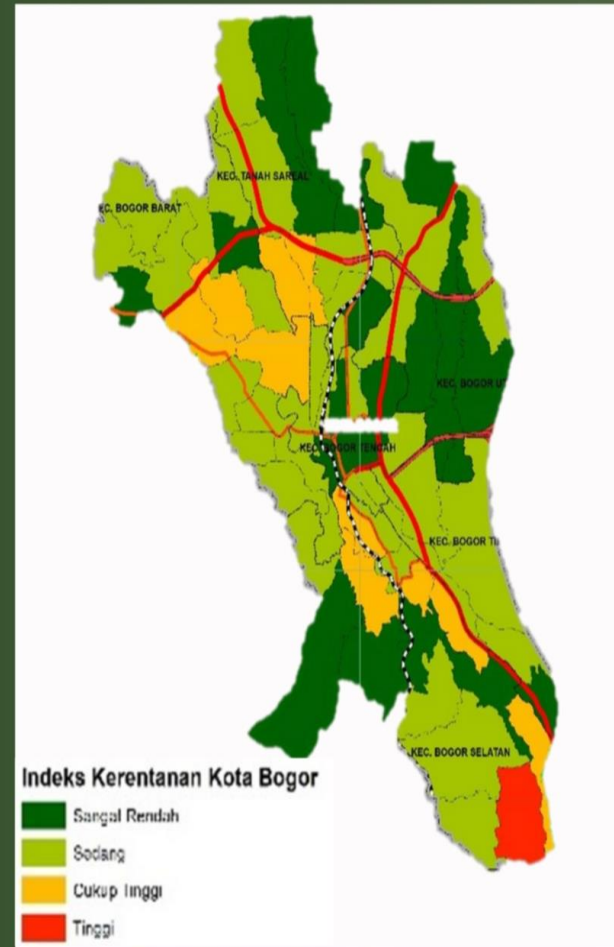 KEC. TANAH SAREAL
EC. BOGOR BARAT
KEC. BOGOR UT
KEC. BOGOR TENGAH
KEC. BOGOR TI
KEC. BOGOR SELATAN
Indeks Kerentanan Kota Bogor
Sangat Rendah
Sedang
Cukup Tinggi
Tinggi